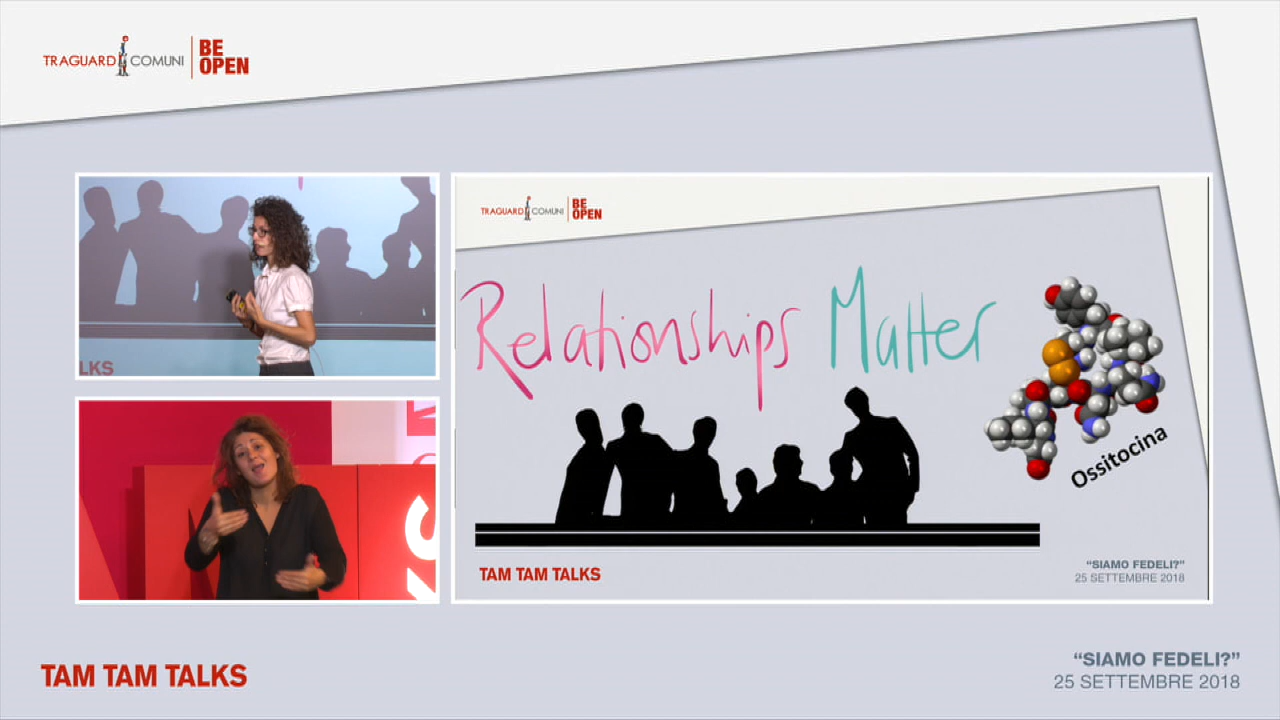 TRAGUARDI COMUNI
BE
OPEN
LKS
TRAGUARDI COMUNI
BE
OPEN
Relationships Matter
Ossitocina
TAM TAM TALKS
“SIAMO FEDELI?”
25 SETTEMBRE 2018
TAM TAM TALKS
“SIAMO FEDELI?”
25 SETTEMBRE 2018